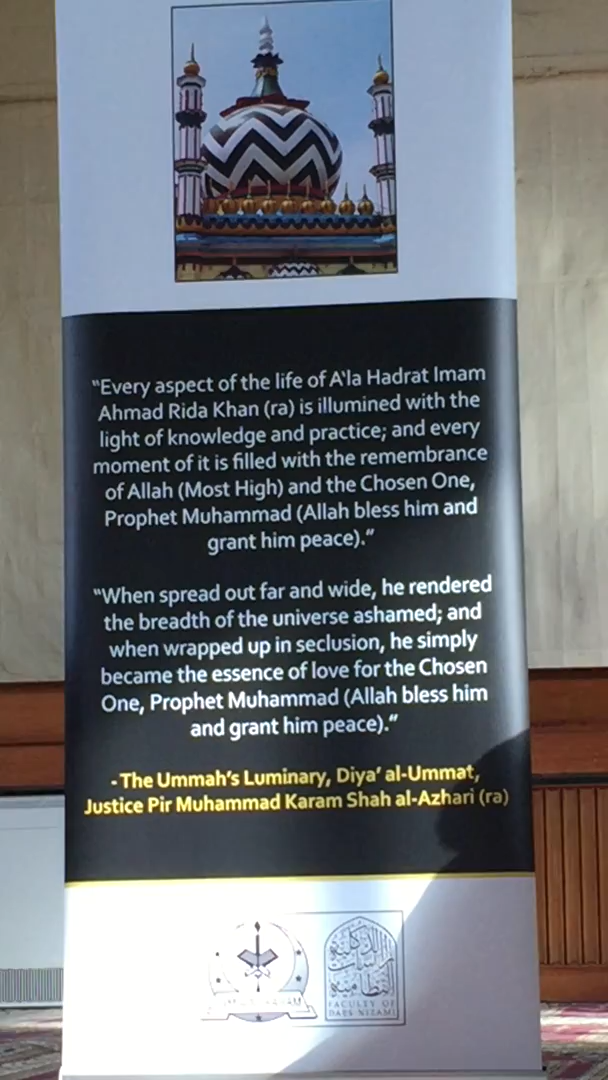 “Every aspect of the life of A‘la Hadrat Imam
Ahmad Rida Khan (ra) is illumined with the
light of knowledge and practice; and every
moment of it is filled with the remembrance
of Allah (Most High) and the Chosen One,
Prophet Muhammad (Allah bless him and
grant him peace).”
“When spread out far and wide, he rendered
the breadth of the universe ashamed; and
when wrapped up in seclusion, he simply
became the essence of love for the Chosen
One, Prophet Muhammad (Allah bless him
and grant him peace).”
- The Ummah’s Luminary, Diya’ al-Ummat,
Justice Pir Muhammad Karam Shah al-Azhari (ra)
FACULTY OF
DARS NIZAMI